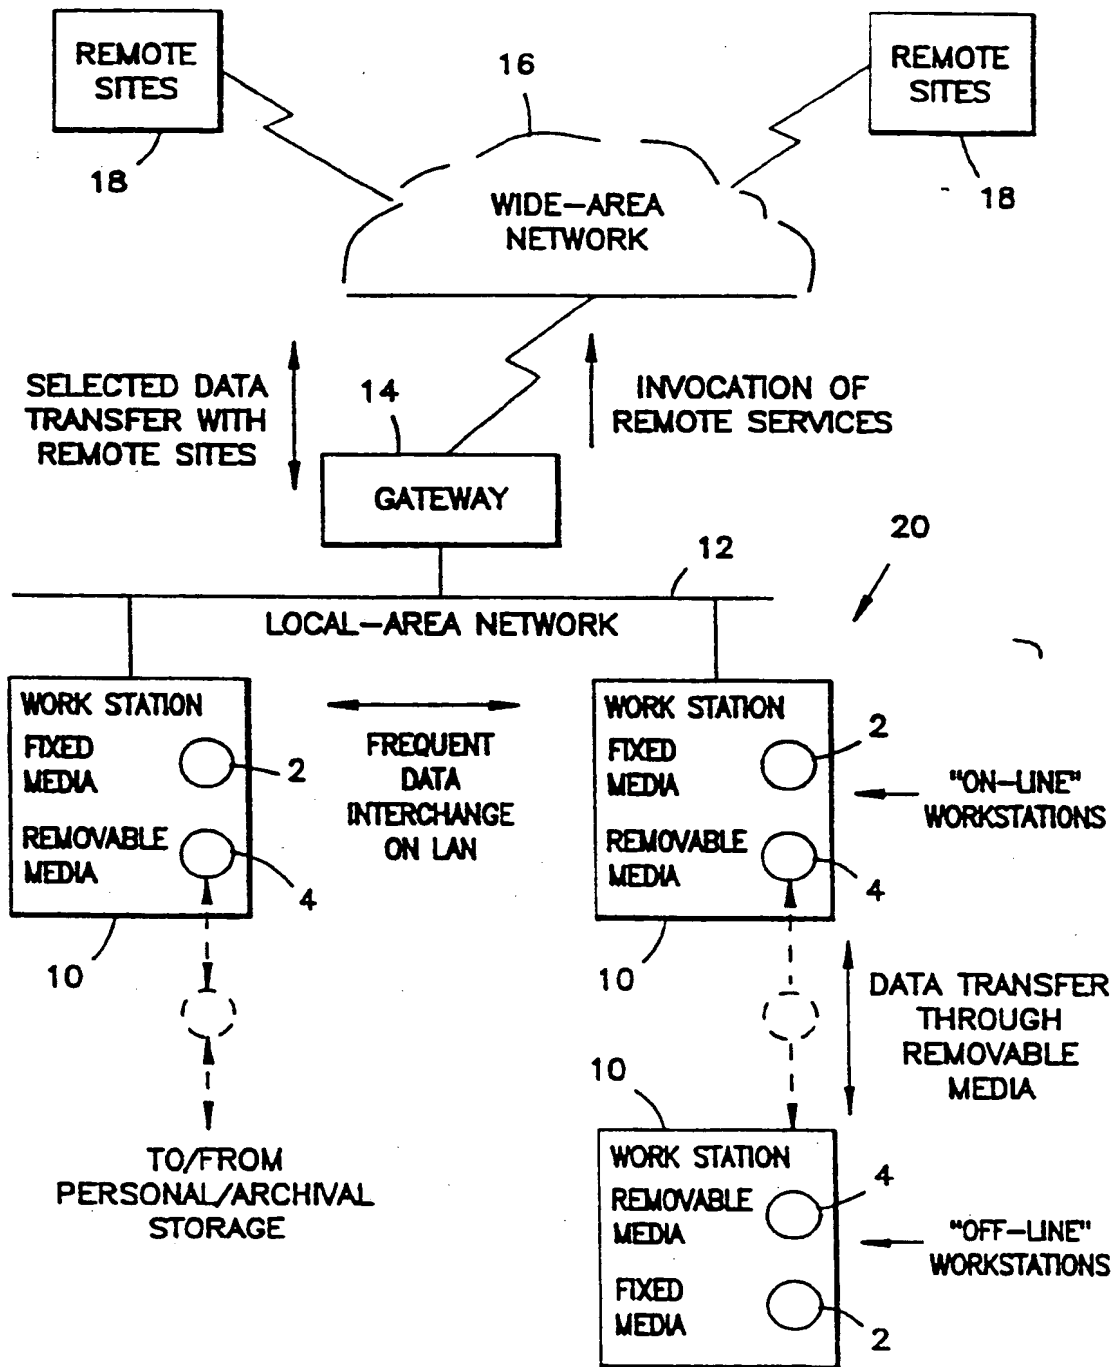 REMOTE
SITES
18
16
REMOTE
SITES
18
WIDE-AREA
NETWORK
SELECTED DATA
TRANSFER WITH
REMOTE SITES
14
INVOCATION OF
REMOTE SERVICES
GATEWAY
12
20
LOCAL-AREA NETWORK
WORK STATION
FIXED
MEDIA
2
REMOVABLE
MEDIA
4
10
FREQUENT
DATA
INTERCHANGE
ON LAN
WORK STATION
FIXED
MEDIA
2
REMOVABLE
MEDIA
4
10
"ON-LINE"
WORKSTATIONS
DATA TRANSFER
THROUGH
REMOVABLE
MEDIA
TO/FROM
PERSONAL/ARCHIVAL
STORAGE
10
WORK STATION
REMOVABLE
MEDIA
4
FIXED
MEDIA
2
"OFF-LINE"
WORKSTATIONS